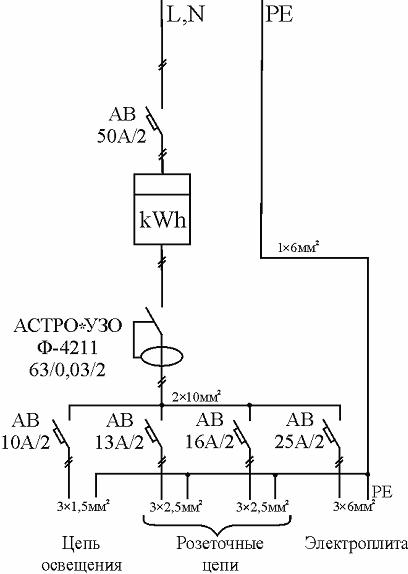 L,N
PE
АВ
50А/2
kWh
1×6мм²
АСТРО*УЗО
Ф-4211
63/0,03/2
2×10мм²
АВ
10А/2
АВ
13А/2
АВ
16А/2
АВ
25А/2
PE
3×1,5мм²
3×2,5мм²
3×2,5мм²
3×6мм²
Цепь
освещения
Розеточные
цепи
Электроплита